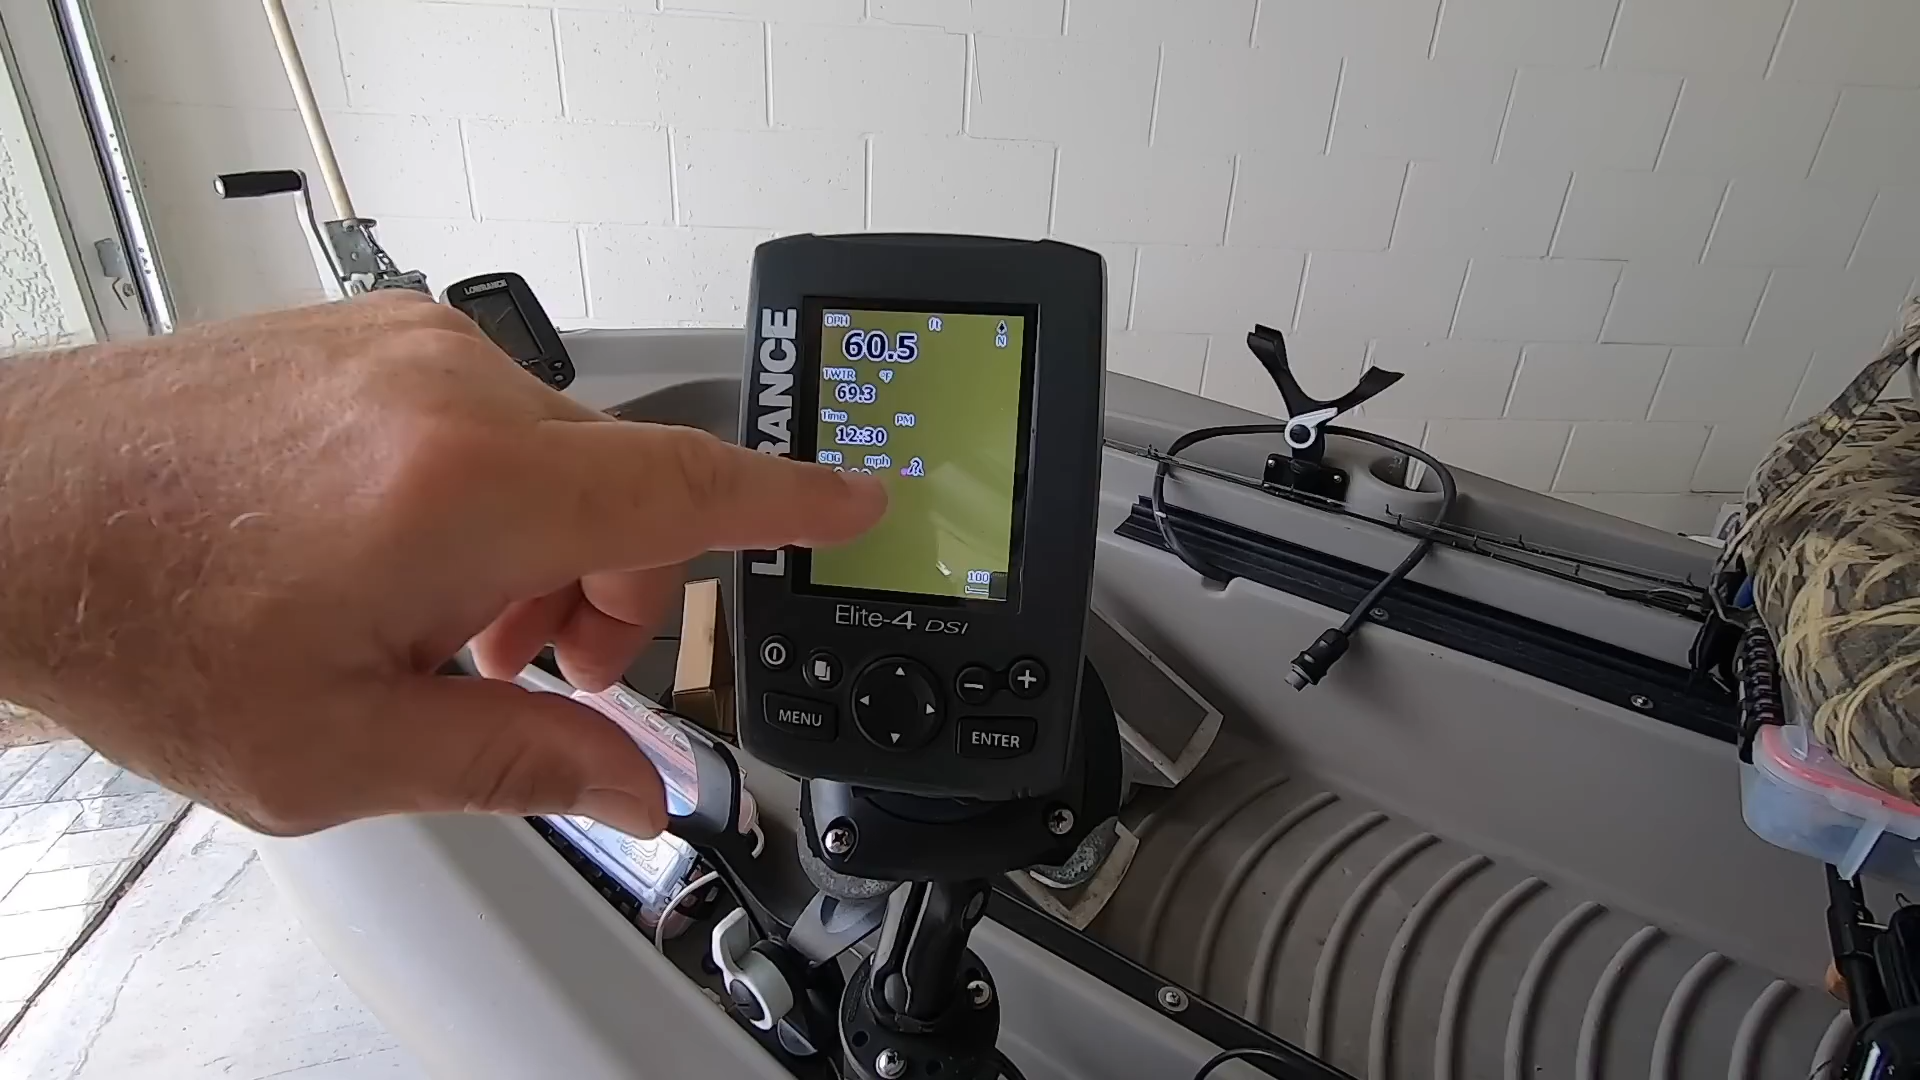 LOWRANCE
DPH ft
60.5
N
TWTR °F
69.3
Time PM
12:30
SOG mph
100
Elite-4 DSI
MENU
ENTER